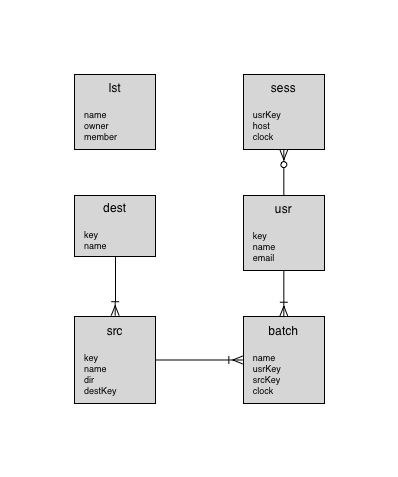 lst
name
owner
member
sess
usrKey
host
clock
dest
key
name
usr
key
name
email
src
key
name
dir
destKey
batch
name
usrKey
srcKey
clock